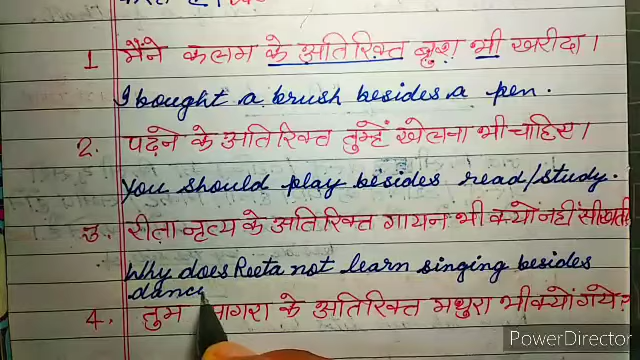 1 मैंने कलम के अतिरिक्त ब्रुश भी खरीदा ।
I bought a brush besides a pen.
2. पढ़ने के अतिरिक्त तुम्हें खेलना भी चाहिए ।
You should play besides read/study.
3. रीता नृत्य के अतिरिक्त गायन भी क्यों नहीं सीखती
Why does Reeta not learn singing besides
danc
4. तुम आगरा के अतिरिक्त मथुरा भी क्यों गये ?
PowerDirector